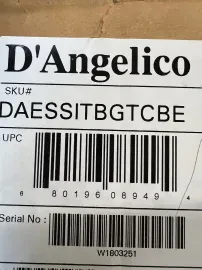 D'Angelico
SKU#
DAESSITBGTCBE
UPC
8 80196 08949 4
Serial No :
W1803251